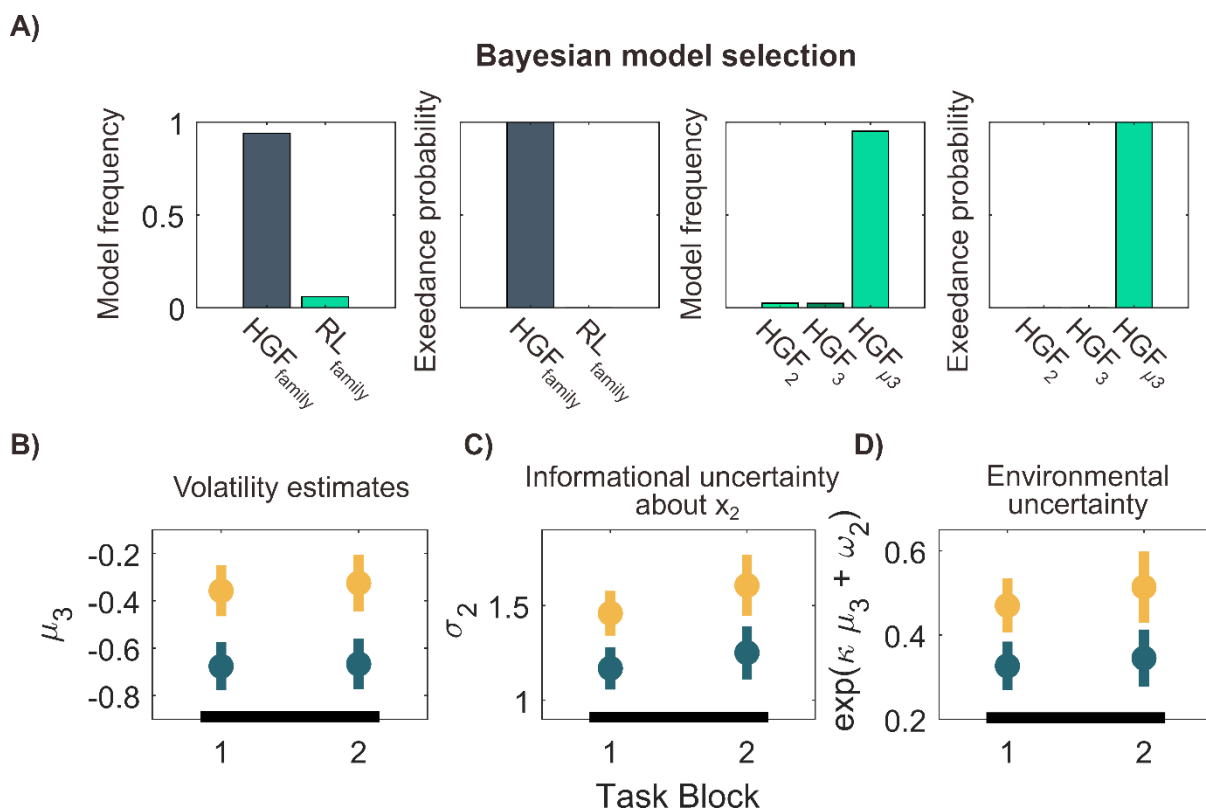 A)
Bayesian model selection
Model frequency
1
0.5
0
HGF family
RL family
Exeedance probability
HGF family
RL family
Model frequency
HGF 2
HGF 3
HGF μ3
Exeedance probability
HGF 2
HGF 3
HGF μ3
B)
Volatility estimates
μ3
-0.2
-0.4
-0.6
-0.8
1
2
C)
Informational uncertainty
about x2
σ2
1.5
1
1
2
Task Block
D)
Environmental
uncertainty
exp(κ μ3 + ω2)
0.6
0.4
0.2
1
2